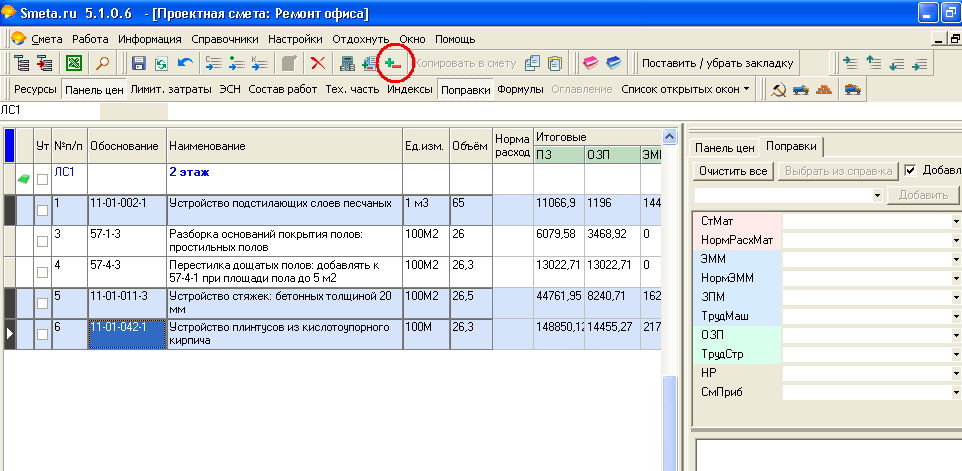 Smeta.ru 5.1.0.6 - [Проектная смета: Ремонт офиса]
Смета Работа Информация Справочники Настройки Отдохнуть Окно Помощь
Копировать в смету Поставить / убрать закладку
Ресурсы Панель цен Лимит. затраты ЭСН Состав работ Тех. часть Индексы Поправки Формулы Оглавление Список открытых окон
ЛС1
Ут №п/п Обоснование Наименование Ед.изм. Объём Норма расход Итоговые
ПЗ ОЗП ЭММ
ЛС1 2 этаж
1 11-01-002-1 Устройство подстилающих слоев песчаных 1 м3 65 11066,9 1196 144
3 57-1-3 Разборка оснований покрытия полов: 100М2 26 6079,58 3468,92 0
простильных полов
4 57-4-3 Перестилка дощатых полов: добавлять к 100М2 26,3 13022,71 13022,71 0
57-4-1 при площади пола до 5 м2
5 11-01-011-3 Устройство стяжек: бетонных толщиной 20 100М2 26,5 44761,95 8240,71 162
мм
6 11-01-042-1 Устройство плинтусов из кислотоупорного 100М 26,3 148850,12 14455,27 217
кирпича
Панель цен Поправки
Очистить все Выбрать из справ-ка Добавл
Добавить
СтМат
НормРасхМат
ЭММ
НормЭММ
ЗПМ
ТрудМаш
ОЗП
ТрудСтр
НР
СмПриб